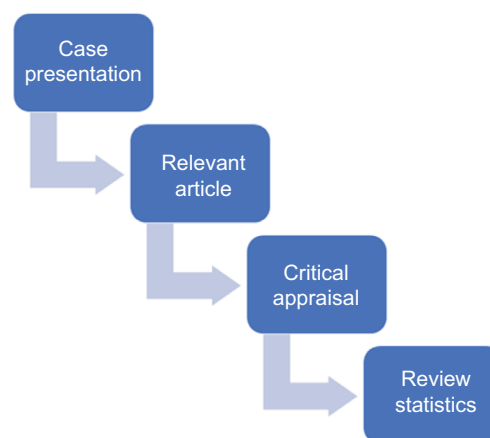 Case
presentation
Relevant
article
Critical
appraisal
Review
statistics